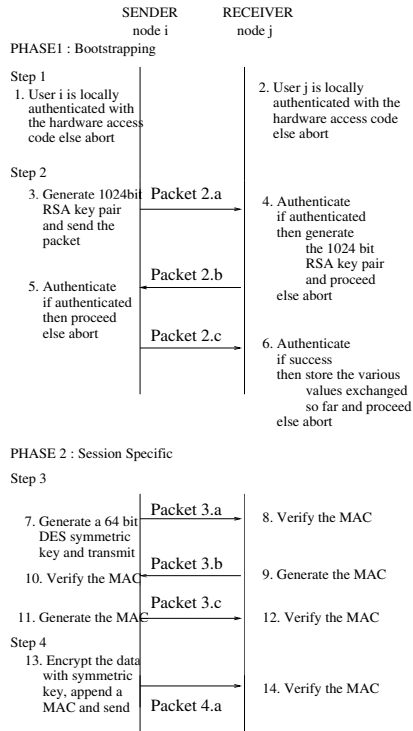 SENDER RECEIVER
node i node j
PHASE1 : Bootstrapping
Step 1
1. User i is locally
authenticated with
the hardware access
code else abort
2. User j is locally
authenticated with the
hardware access code
else abort
Step 2
3. Generate 1024bit
RSA key pair
and send the
packet
Packet 2.a
4. Authenticate
if authenticated
then generate
the 1024 bit
RSA key pair
and proceed
else abort
Packet 2.b
5. Authenticate
if authenticated
then proceed
else abort
Packet 2.c
6. Authenticate
if success
then store the various
values exchanged
so far and proceed
else abort
PHASE 2 : Session Specific
Step 3
7. Generate a 64 bit
DES symmetric
key and transmit
Packet 3.a
8. Verify the MAC
Packet 3.b
9. Generate the MAC
10. Verify the MAC
Packet 3.c
11. Generate the MAC
12. Verify the MAC
Step 4
13. Encrypt the data
with symmetric
key, append a
MAC and send
Packet 4.a
14. Verify the MAC